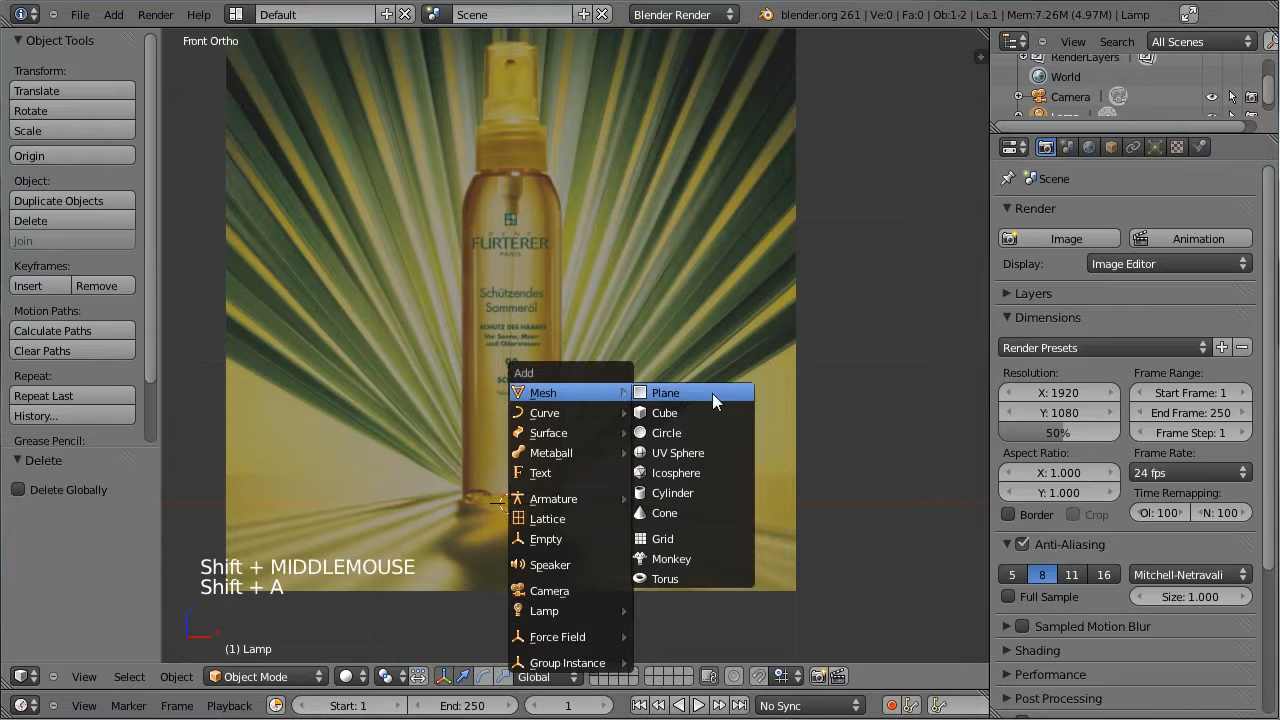 File Add Render Help
Default
Scene
Blender Render
blender.org 261 | Ve:0 | Fa:0 | Ob:1-2 | La:1 | Mem:7.26M (4.97M) | Lamp
Object Tools
Transform:
Translate
Rotate
Scale
Origin
Object:
Duplicate Objects
Delete
Join
Keyframes:
Insert Remove
Motion Paths:
Calculate Paths
Clear Paths
Repeat:
Repeat Last
History...
Grease Pencil:
Delete
Delete Globally
Front Ortho
RENE
FURTERER
PARIS
Schützendes
Sommeröl
SCHUTZ DES HAARES
Vor Sonne, Meer-
und Chlorwasser
Add
Mesh
Curve
Surface
Metaball
Text
Armature
Lattice
Empty
Speaker
Camera
Lamp
Force Field
Group Instance
Plane
Cube
Circle
UV Sphere
Icosphere
Cylinder
Cone
Grid
Monkey
Torus
Shift + MIDDLEMOUSE
Shift + A
x
(1) Lamp
View Select Object
Object Mode
Global
View Marker Frame Playback
Start: 1
End: 250
1
No Sync
View Search
All Scenes
RenderLayers
World
Camera
Scene
Render
Image
Animation
Display:
Image Editor
Layers
Dimensions
Render Presets
Resolution:
Frame Range:
X: 1920
Start Frame: 1
Y: 1080
End Frame: 250
50%
Frame Step: 1
Aspect Ratio:
Frame Rate:
X: 1.000
24 fps
Y: 1.000
Time Remapping:
Border
Crop
Ol: 100
N: 100
Anti-Aliasing
5 8 11 16
Mitchell-Netravali
Full Sample
Size: 1.000
Sampled Motion Blur
Shading
Performance
Post Processing